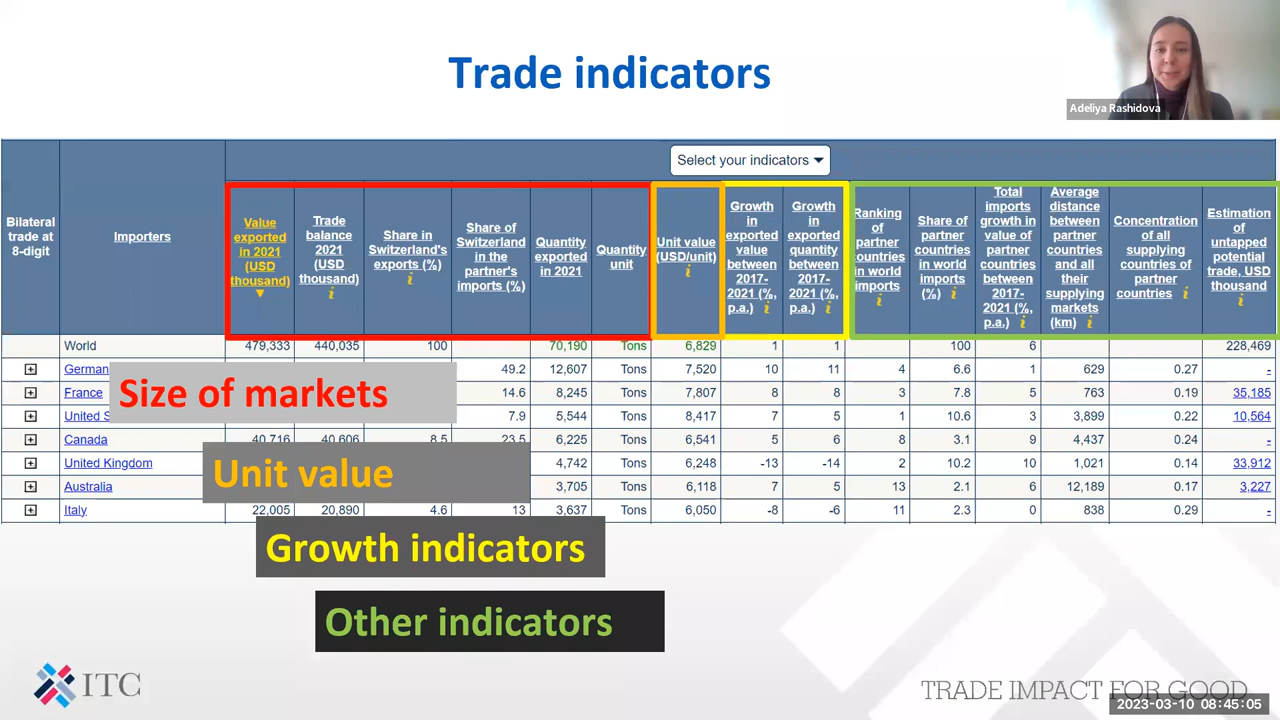 Trade indicators
Adeliya Rashidova
Select your indicators
Bilateral
trade at
8-digit
Importers
Value
exported
in 2021
(USD
thousand)
Trade
balance
2021
(USD
thousand)
i
Share in
Switzerland's
exports (%)
i
Share of
Switzerland
in the
partner's
imports (%)
Quantity
exported
in 2021
Quantity
unit
Unit value
(USD/unit)
i
Growth
in
exported
value
between
2017-
2021 (%,
p.a.) i
Growth
in
exported
quantity
between
2017-
2021 (%,
p.a.) i
Ranking
of
partner
countries
in world
imports
i
Share of
partner
countries
in world
imports
(%) i
Total
imports
growth in
value of
partner
countries
between
2017-
2021 (%,
p.a.) i
Average
distance
between
partner
countries
and all
their
supplying
markets
(km) i
Concentration
of all
supplying
countries of
partner
countries i
Estimation
of
untapped
potential
trade, USD
thousand
i
World 479,333 440,035 100 70,190 Tons 6,829 1 1 100 6 228,469
German 49.2 12,607 Tons 7,520 10 11 4 6.6 1 629 0.27 -
France 14.6 8,245 Tons 7,807 8 8 3 7.8 5 763 0.19 35,185
United S 7.9 5,544 Tons 8,417 7 5 1 10.6 3 3,899 0.22 10,564
Canada 40,716 40,606 8.5 23.5 6,225 Tons 6,541 5 6 8 3.1 9 4,437 0.24 -
United Kingdom 4,742 Tons 6,248 -13 -14 2 10.2 10 1,021 0.14 33,912
Australia 3,705 Tons 6,118 7 5 13 2.1 6 12,189 0.17 3,227
Italy 22,005 20,890 4.6 13 3,637 Tons 6,050 -8 -6 11 2.3 0 838 0.29 -
Size of markets
Unit value
Growth indicators
Other indicators
ITC
TRADE IMPACT FOR GOOD
2023-03-10 08:45:05